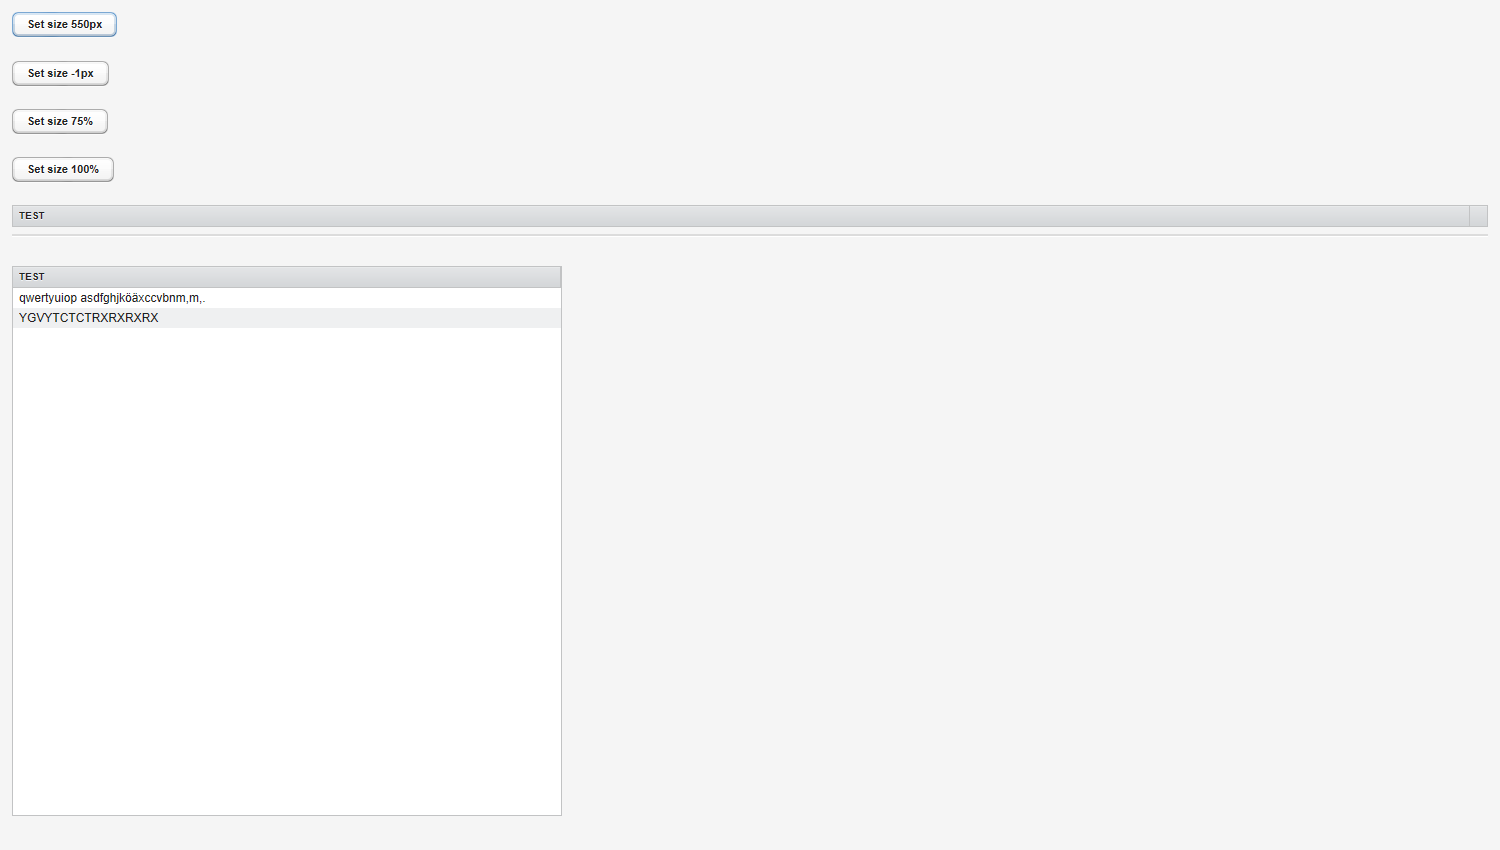 Set size 550px
Set size -1px
Set size 75%
Set size 100%
TEST
TEST
qwertyuiop asdfghjköäxccvbnm,m,.
YGVYTCTCTRXRXRXRX